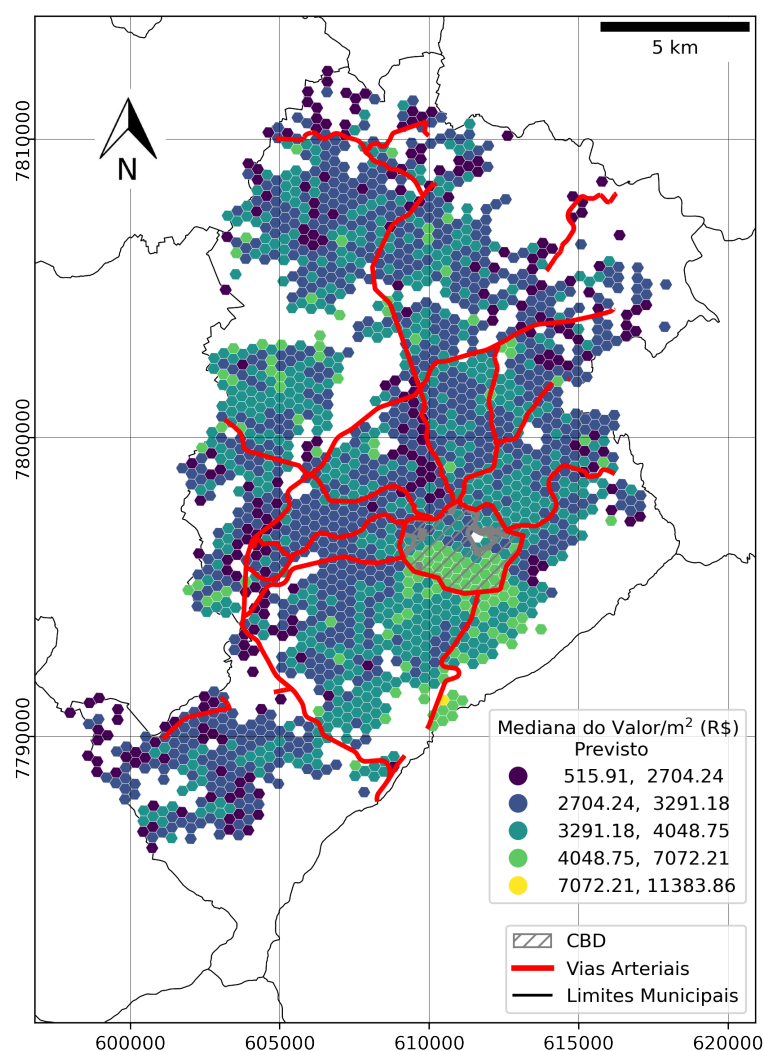 5 km
N
7810000
7800000
7790000
Mediana do Valor/m² (R$)
Previsto
515.91, 2704.24
2704.24, 3291.18
3291.18, 4048.75
4048.75, 7072.21
7072.21, 11383.86
CBD
Vias Arteriais
Limites Municipais
600000 605000 610000 615000 620000